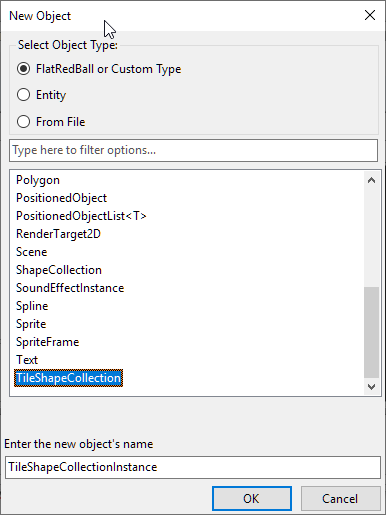 New Object
Select Object Type:
FlatRedBall or Custom Type
Entity
From File
Type here to filter options...
Polygon
PositionedObject
PositionedObjectList<T>
RenderTarget2D
Scene
ShapeCollection
SoundEffectInstance
Spline
Sprite
SpriteFrame
Text
TileShapeCollection
Enter the new object's name
TileShapeCollectionInstance
OK
Cancel